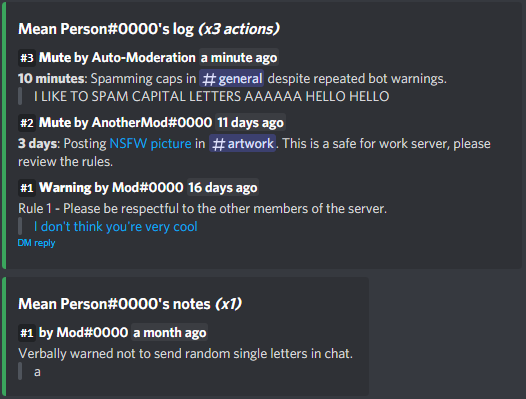 Mean Person#0000's log (x3 actions)
#3 Mute by Auto-Moderation a minute ago
10 minutes: Spamming caps in #general despite repeated bot warnings.
I LIKE TO SPAM CAPITAL LETTERS AAAAAA HELLO HELLO
#2 Mute by AnotherMod#0000 11 days ago
3 days: Posting NSFW picture in #artwork. This is a safe for work server, please
review the rules.
#1 Warning by Mod#0000 16 days ago
Rule 1 - Please be respectful to the other members of the server.
I don't think you're very cool
DM reply
Mean Person#0000's notes (x1)
#1 by Mod#0000 a month ago
Verbally warned not to send random single letters in chat.
a